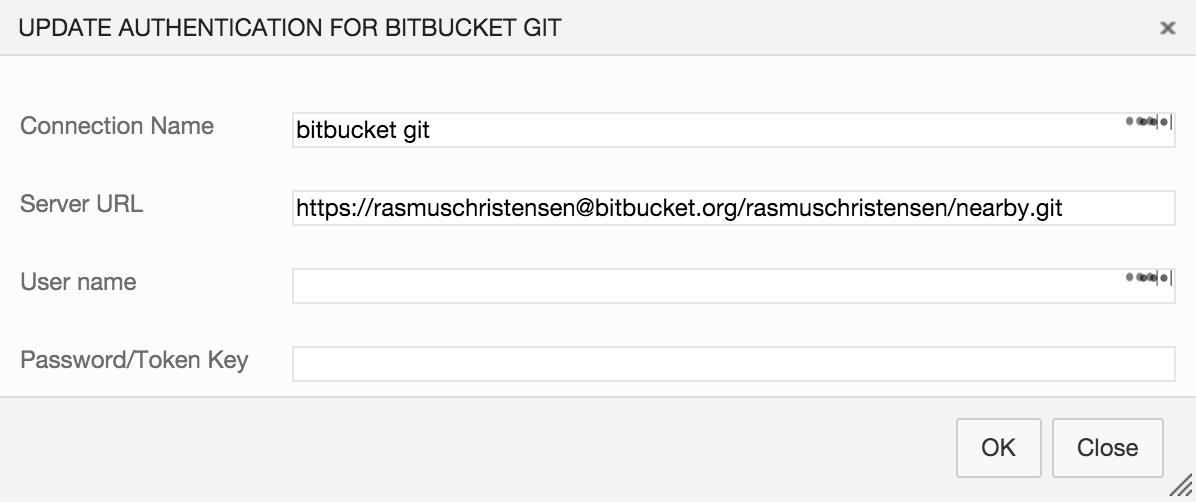 UPDATE AUTHENTICATION FOR BITBUCKET GIT
Connection Name
bitbucket git
Server URL
https://rasmuschristensen@bitbucket.org/rasmuschristensen/nearby.git
User name
Password/Token Key
OK
Close